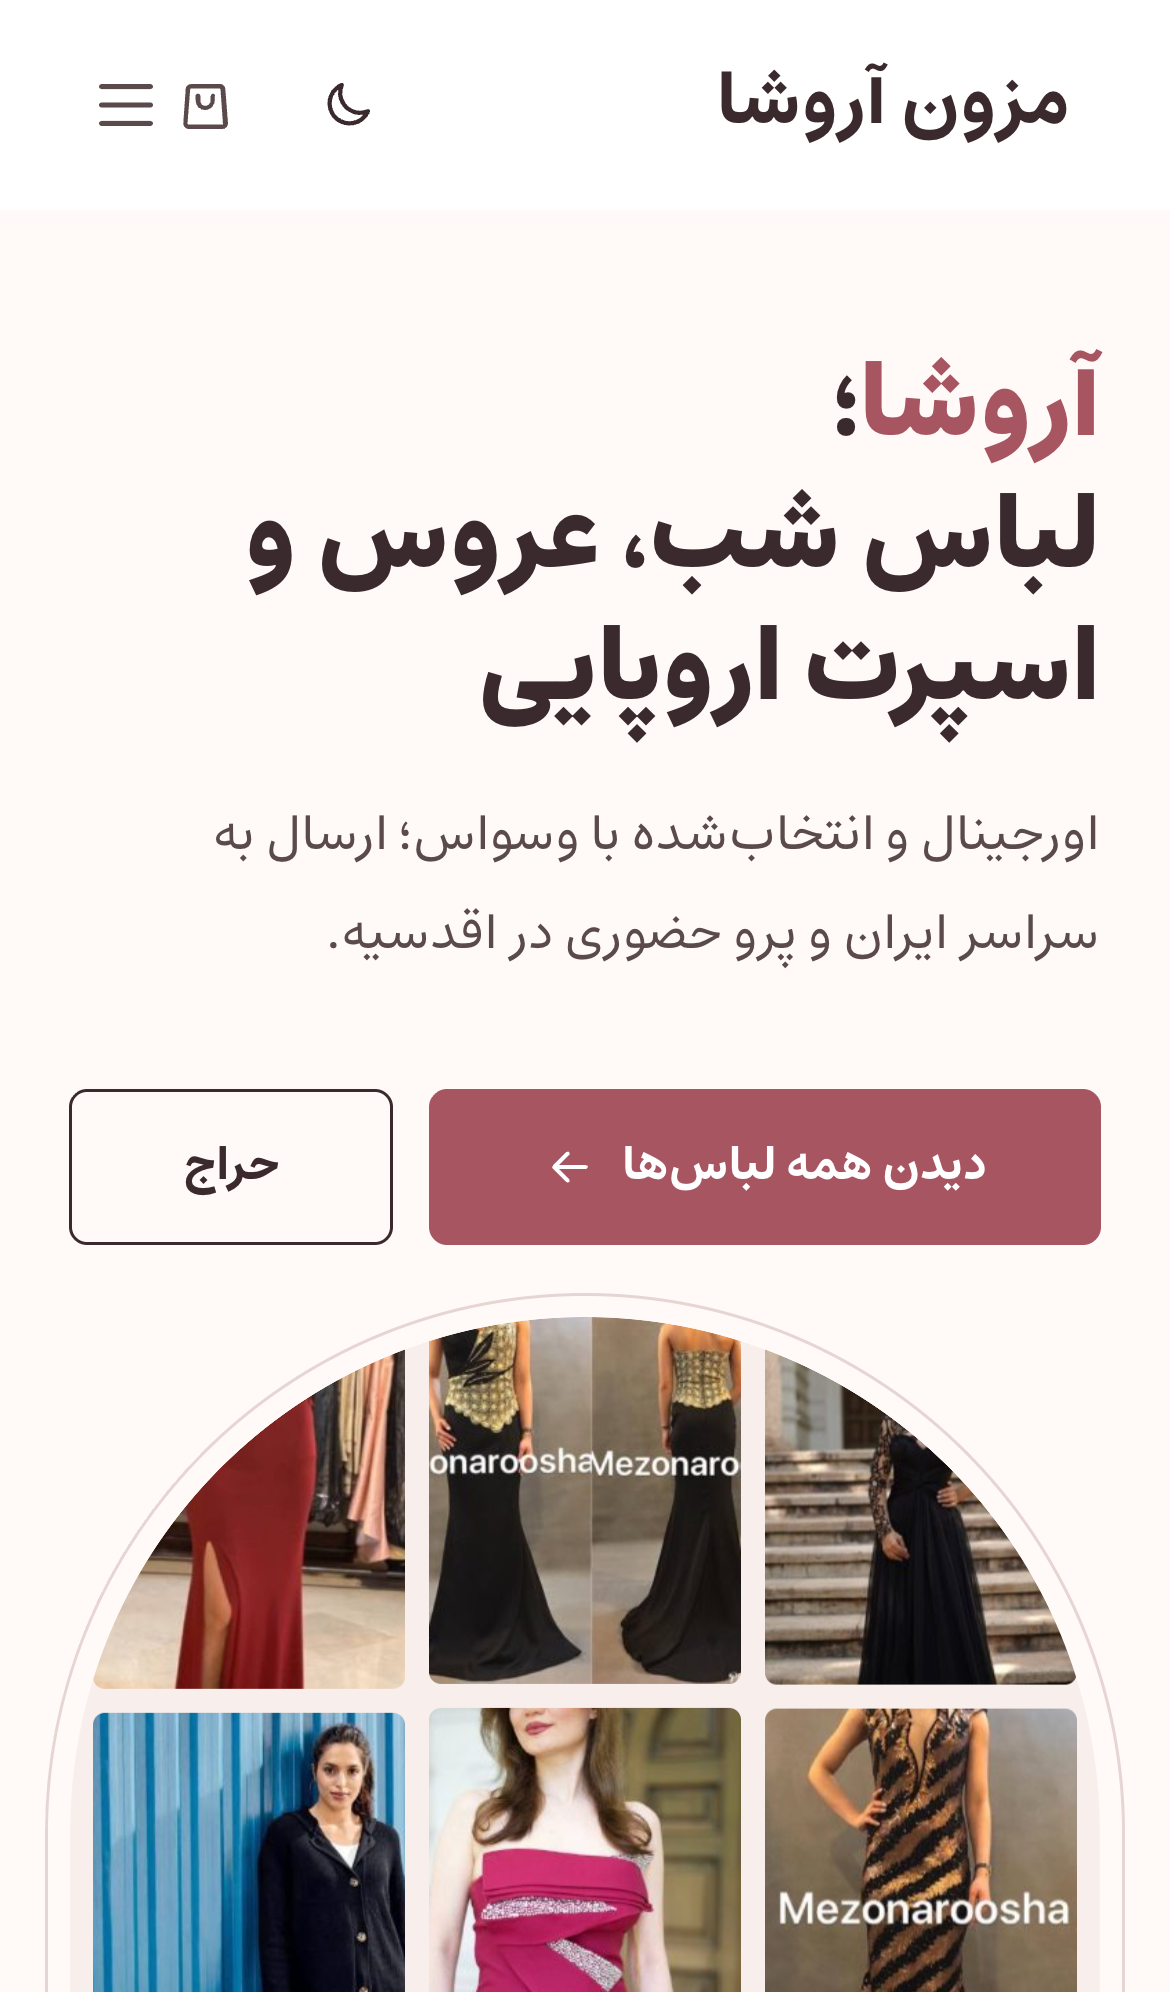 مزون آروشا
آروشا؛
لباس شب، عروس و
اسپرت اروپایی
اورجینال و انتخاب‌شده با وسواس؛ ارسال به
سراسر ایران و پرو حضوری در اقدسیه.
دیدن همه لباس‌ها ←
حراج
onaroosha
Mezonaro
Mezonaroosha